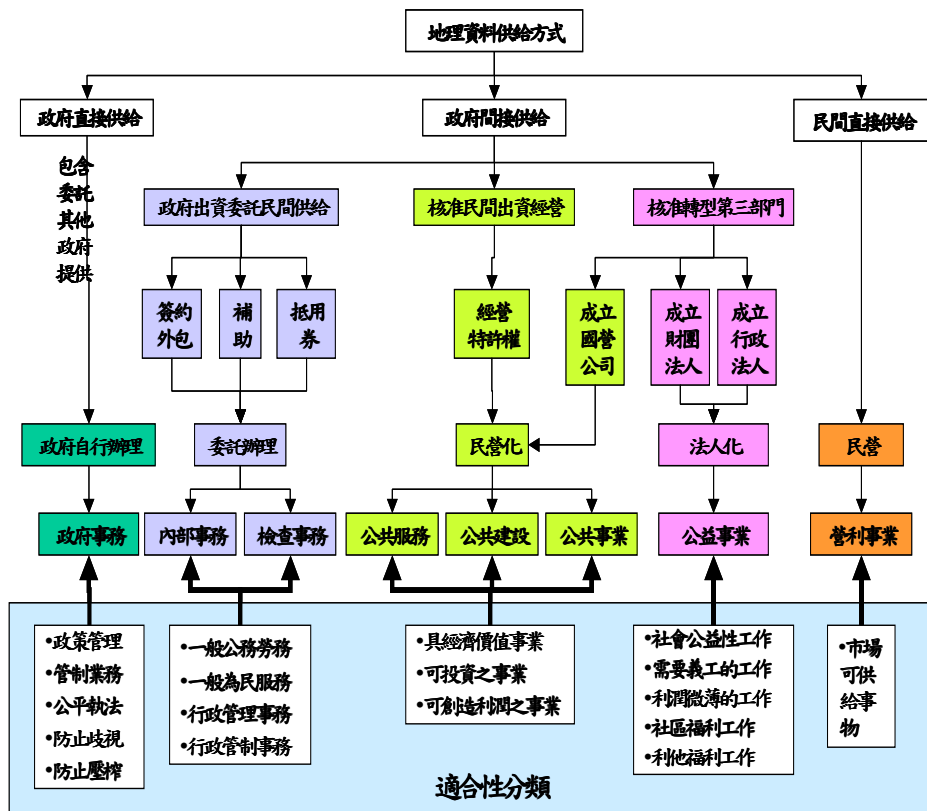 地理資料供給方式
政府直接供給
政府間接供給
民間直接供給
包含
委託
其他
政府
提供
政府出資委託民間供給
核准民間出資經營
核准轉型第三部門
簽約
外包
補
助
抵用
券
經營
特許權
成立
國營
公司
成立
財團
法人
成立
行政
法人
政府自行辦理
委託辦理
民營化
法人化
民營
政府事務
內部事務
檢查事務
公共服務
公共建設
公共事業
公益事業
營利事業
•政策管理
•管制業務
•公平執法
•防止歧視
•防止壓榨
•一般公務勞務
•一般為民服務
•行政管理事務
•行政管制事務
•具經濟價值事業
•可投資之事業
•可創造利潤之事業
•社會公益性工作
•需要義工的工作
•利潤微薄的工作
•社區福利工作
•利他福利工作
•市場
可供
給事
物
適合性分類